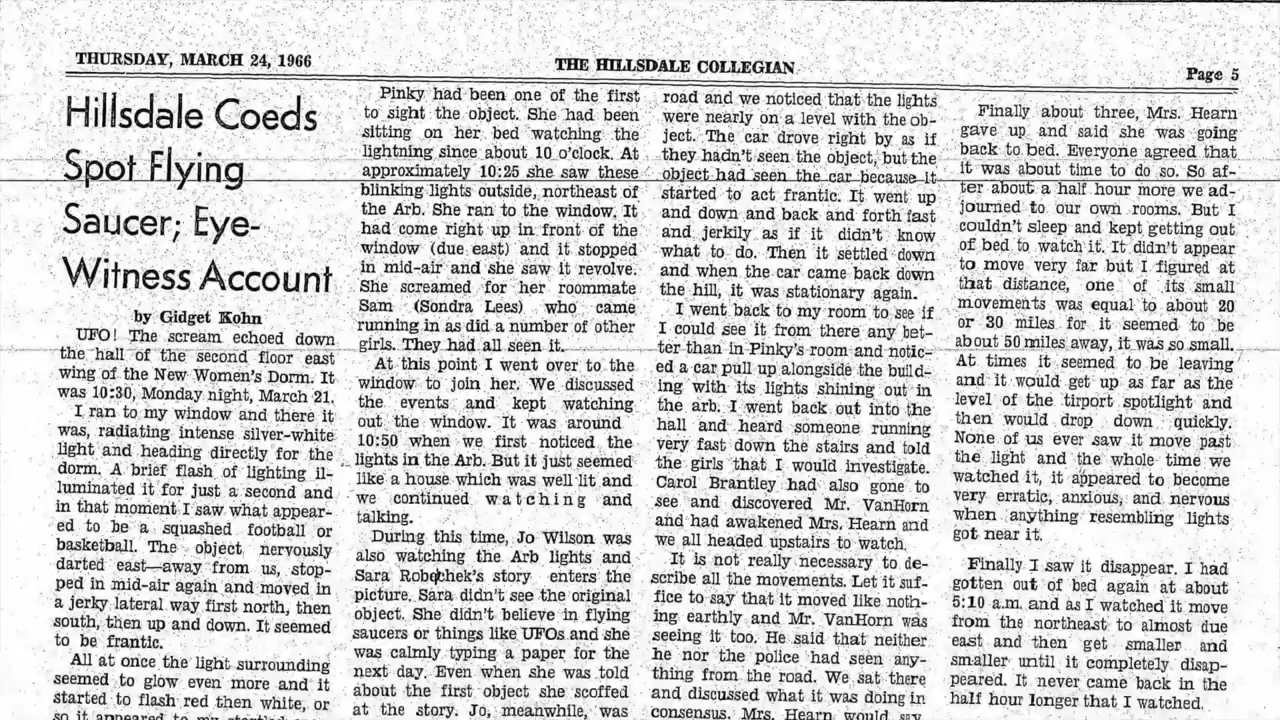 THURSDAY, MARCH 24, 1966
THE HILLSDALE COLLEGIAN
Page 5
Hillsdale Coeds
Spot Flying
Saucer; Eye-
Witness Account
by Gidget Kohn
UFO! The scream echoed down
the hall of the second floor east
wing of the New Women's Dorm. It
was 10:30, Monday night, March 21.
I ran to my window and there it
was, radiating intense silver-white
light and heading directly for the
dorm. A brief flash of lighting il-
luminated it for just a second and
in that moment I saw what appear-
ed to be a squashed football or
basketball. The object nervously
darted east—away from us, stop-
ped in mid-air again and moved in
a jerky lateral way first north, then
south, then up and down. It seemed
to be frantic.
All at once the light surrounding
seemed to glow even more and it
started to flash red then white, or
so it appeared to my startled
Pinky had been one of the first
to sight the object. She had been
sitting on her bed watching the
lightning since about 10 o'clock. At
approximately 10:25 she saw these
blinking lights outside, northeast of
the Arb. She ran to the window. It
had come right up in front of the
window (due east) and it stopped
in mid-air and she saw it revolve.
She screamed for her roommate
Sam (Sondra Lees) who came
running in as did a number of other
girls. They had all seen it.
At this point I went over to the
window to join her. We discussed
the events and kept watching
out the window. It was around
10:50 when we first noticed the
lights in the Arb. But it just seemed
like a house which was well lit and
we continued watching and
talking.
During this time, Jo Wilson was
also watching the Arb lights and
Sara Robechek's story enters the
picture. Sara didn't see the original
object. She didn't believe in flying
saucers or things like UFOs and she
was calmly typing a paper for the
next day. Even when she was told
about the first object she scoffed
at the story. Jo, meanwhile, was
road and we noticed that the lights
were nearly on a level with the ob-
ject. The car drove right by as if
they hadn't seen the object, but the
object had seen the car because it
started to act frantic. It went up
and down and back and forth fast
and jerkily as if it didn't know
what to do. Then it settled down
and when the car came back down
the hill, it was stationary again.
I went back to my room to see if
I could see it from there any bet-
ter than in Pinky's room and notic-
ed a car pull up alongside the build-
ing with its lights shining out in
the arb. I went back out into the
hall and heard someone running
very fast down the stairs and told
the girls that I would investigate.
Carol Brantley had also gone to
see and discovered Mr. VanHorn
and had awakened Mrs. Hearn and
we all headed upstairs to watch.
It is not really necessary to de-
scribe all the movements. Let it suf-
fice to say that it moved like noth-
ing earthly and Mr. VanHorn was
seeing it too. He said that neither
he nor the police had seen any-
thing from the road. We sat there
and discussed what it was doing in
consensus. Mrs. Hearn would say
Finally about three, Mrs. Hearn
gave up and said she was going
back to bed. Everyone agreed that
it was about time to do so. So af-
ter about a half hour more we ad-
journed to our own rooms. But I
couldn't sleep and kept getting out
of bed to watch it. It didn't appear
to move very far but I figured at
that distance, one of its small
movements was equal to about 20
or 30 miles for it seemed to be
about 50 miles away, it was so small.
At times it seemed to be leaving
and it would get up as far as the
level of the tirport spotlight and
then would drop down quickly.
None of us ever saw it move past
the light and the whole time we
watched it, it appeared to become
very erratic, anxious, and nervous
when anything resembling lights
got near it.
Finally I saw it disappear. I had
gotten out of bed again at about
5:10 a.m. and as I watched it move
from the northeast to almost due
east and then get smaller and
smaller until it completely disap-
peared. It never came back in the
half hour longer that I watched.